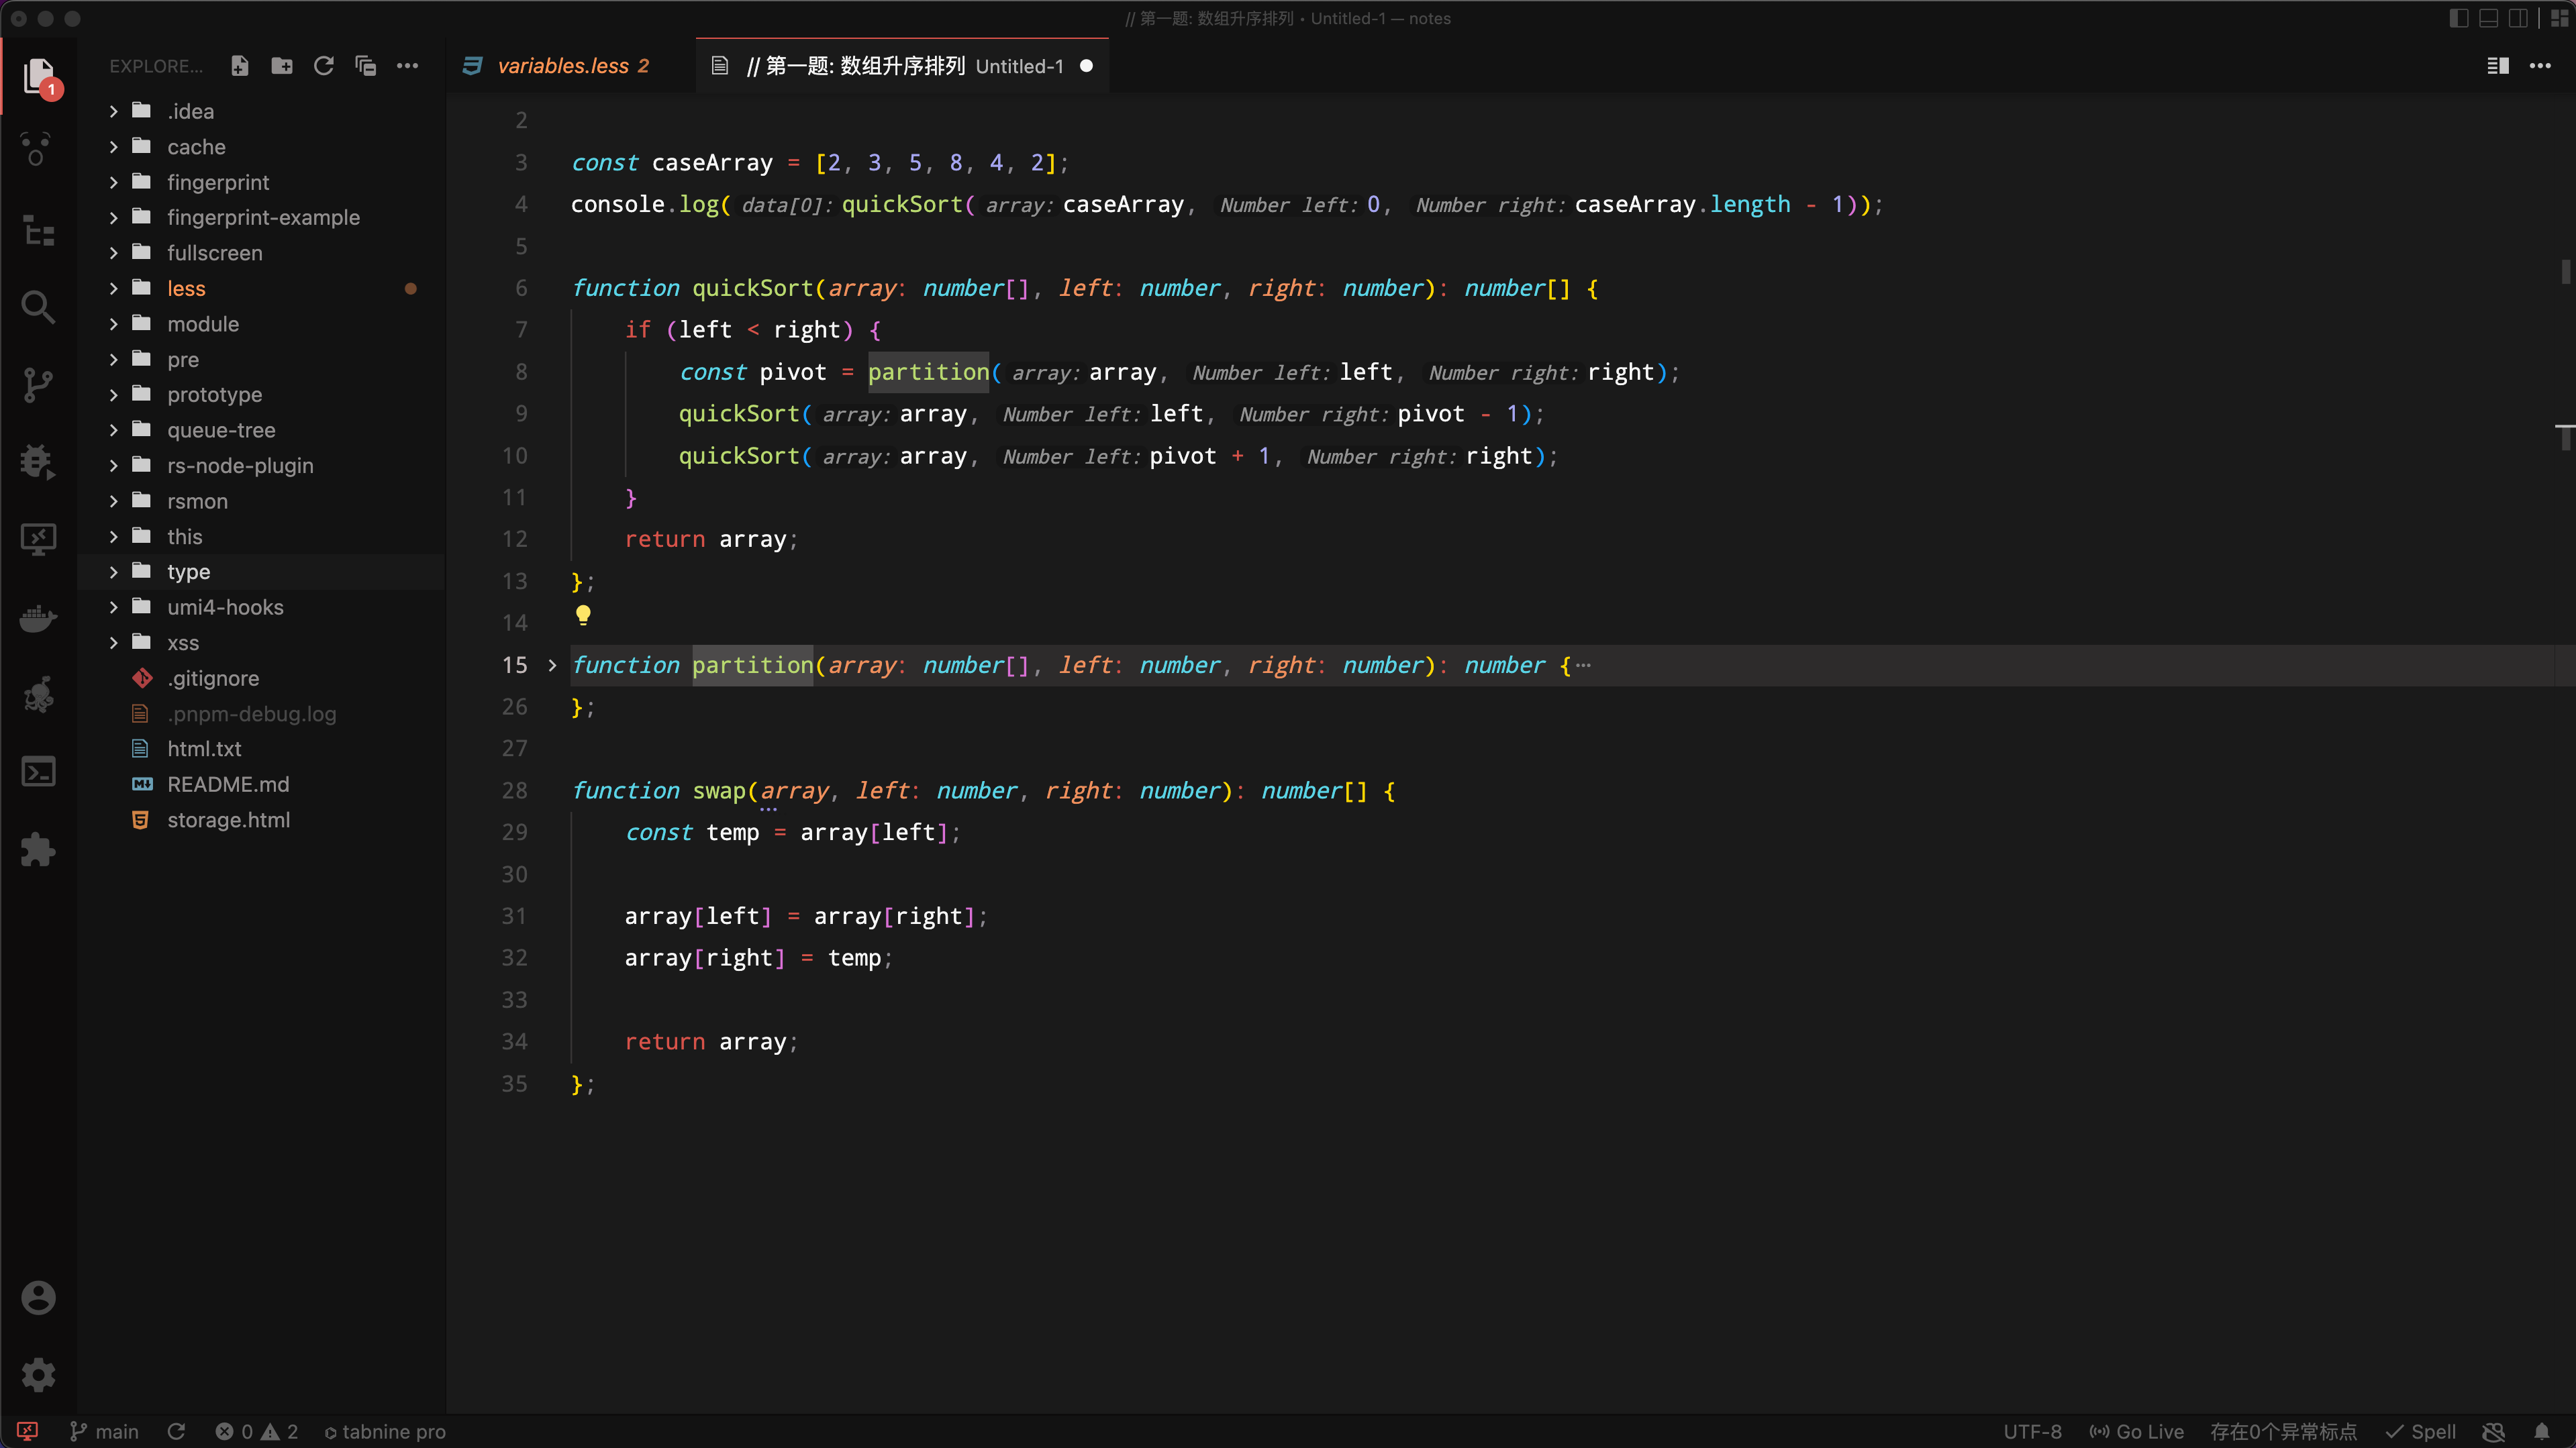 // 第一题: 数组升序排列 • Untitled-1 — notes
EXPLORE...
variables.less 2
// 第一题: 数组升序排列 Untitled-1
1
.idea
cache
fingerprint
fingerprint-example
fullscreen
less
module
pre
prototype
queue-tree
rs-node-plugin
rsmon
this
type
umi4-hooks
xss
.gitignore
.pnpm-debug.log
html.txt
README.md
storage.html
2
3 const caseArray = [2, 3, 5, 8, 4, 2];
4 console.log( data[0]: quickSort( array: caseArray, Number left: 0, Number right: caseArray.length - 1));
5
6 function quickSort(array: number[], left: number, right: number): number[] {
7 if (left < right) {
8 const pivot = partition( array: array, Number left: left, Number right: right);
9 quickSort( array: array, Number left: left, Number right: pivot - 1);
10 quickSort( array: array, Number left: pivot + 1, Number right: right);
11 }
12 return array;
13 };
14
15 function partition(array: number[], left: number, right: number): number {⋯
26 };
27
28 function swap(array, left: number, right: number): number[] {
29 const temp = array[left];
30
31 array[left] = array[right];
32 array[right] = temp;
33
34 return array;
35 };
main 0 2 tabnine pro
UTF-8 Go Live 存在0个异常标点 Spell